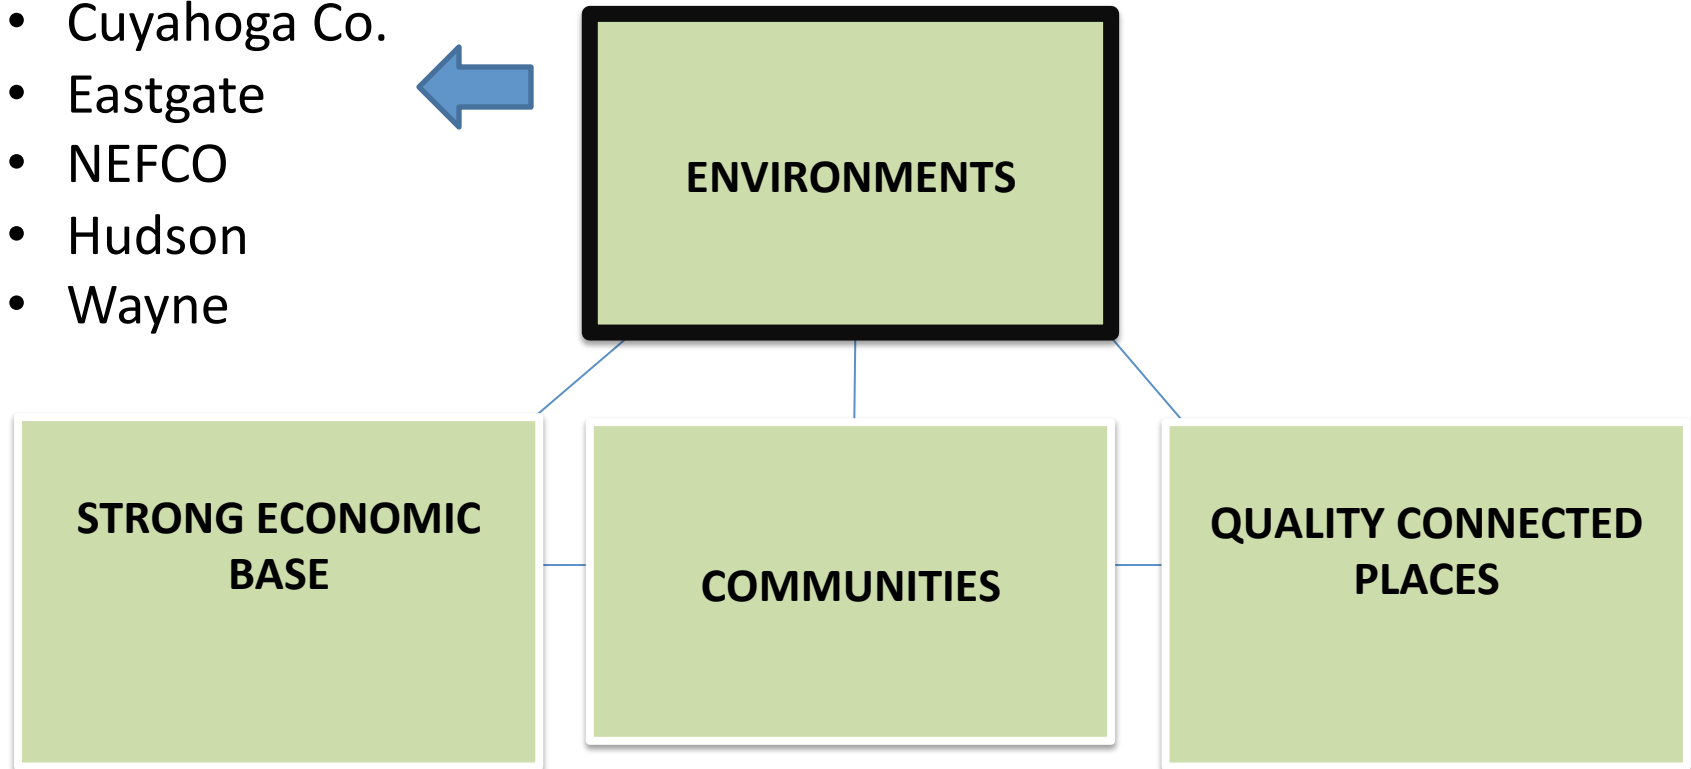 • Cuyahoga Co.
• Eastgate
• NEFCO
• Hudson
• Wayne
ENVIRONMENTS
STRONG ECONOMIC
BASE
COMMUNITIES
QUALITY CONNECTED
PLACES